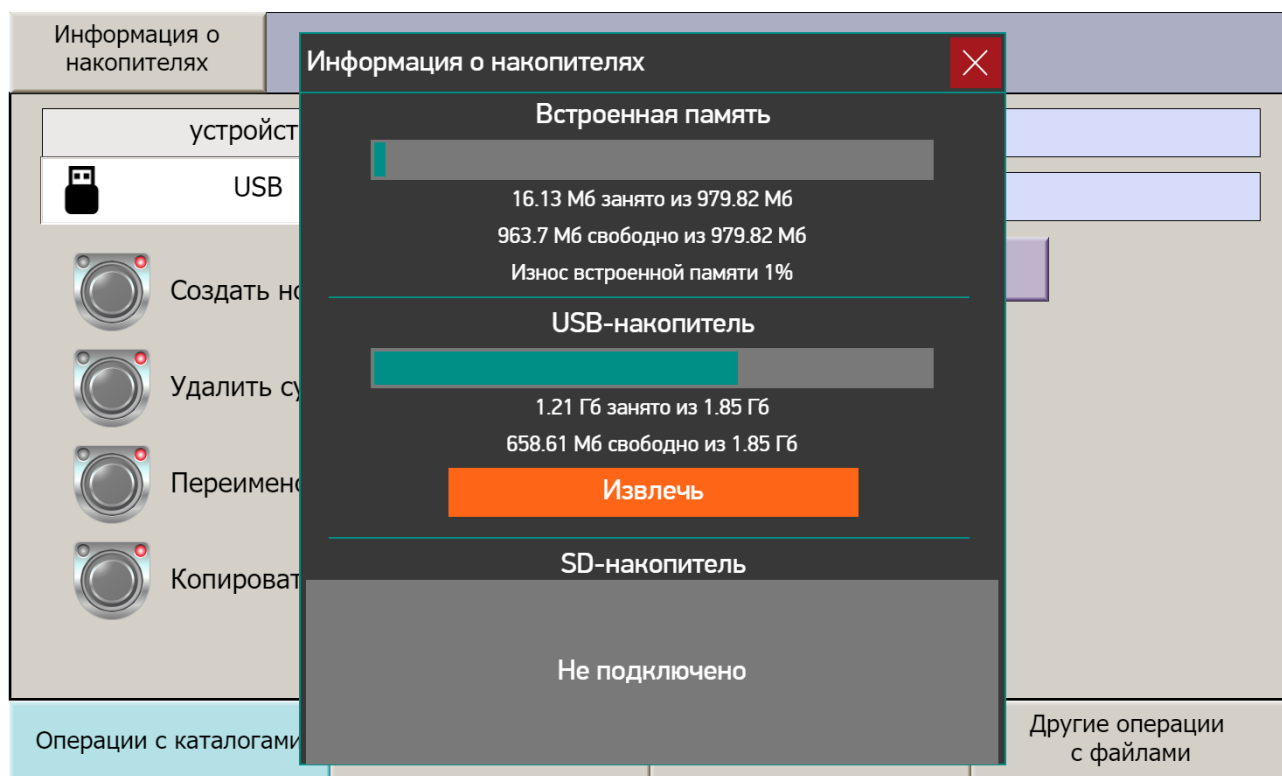 Информация о
накопителях
Информация о накопителях
Встроенная память
16.13 Мб занято из 979.82 Мб
963.7 Мб свободно из 979.82 Мб
Износ встроенной памяти 1%
USB-накопитель
1.21 Гб занято из 1.85 Гб
658.61 Мб свободно из 1.85 Гб
Извлечь
SD-накопитель
Не подключено
устройст
USB
Создать но
Удалить су
Переимено
Копироват
Операции с каталогами
Другие операции
с файлами